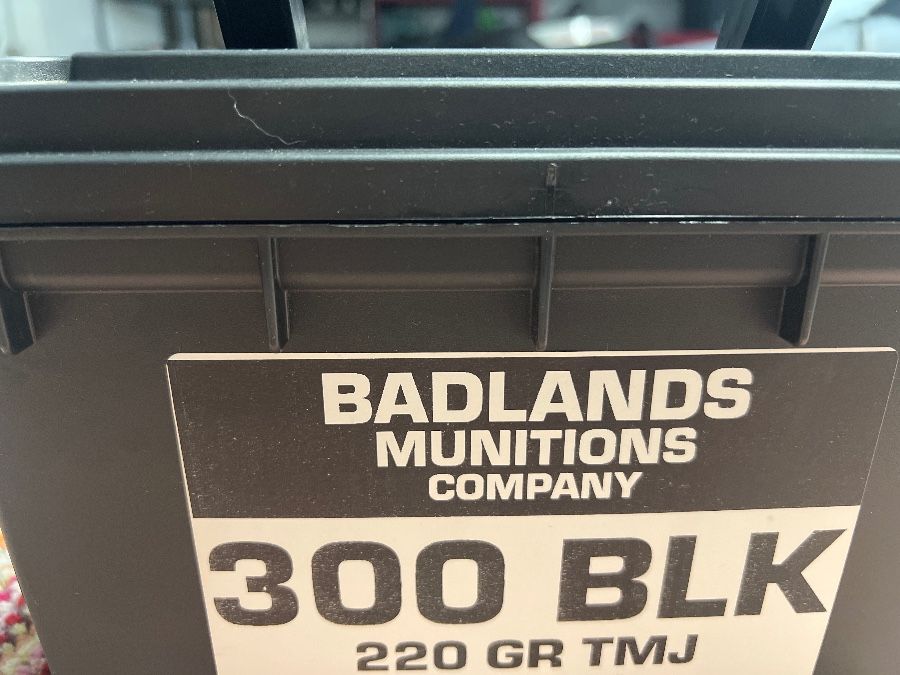 BADLANDS
MUNITIONS
COMPANY
300 BLK
220 GR TMJ